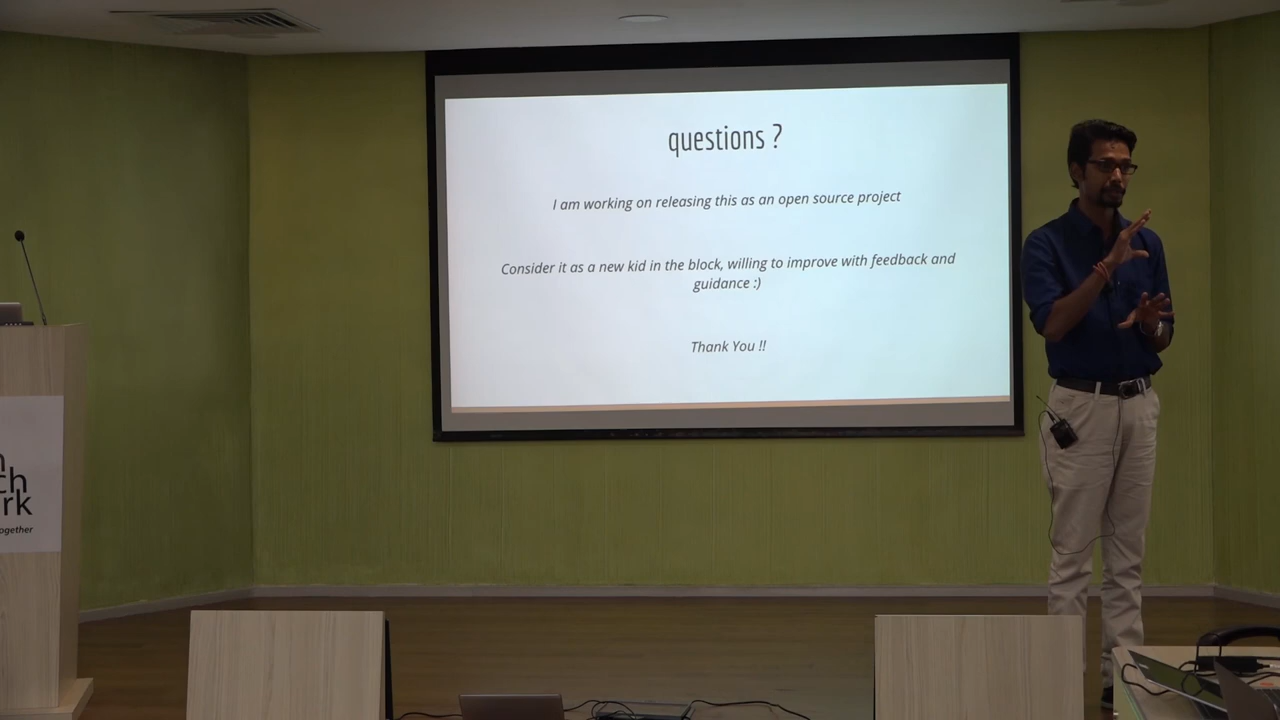 questions ?
I am working on releasing this as an open source project
Consider it as a new kid in the block, willing to improve with feedback and
guidance :)
Thank You !!